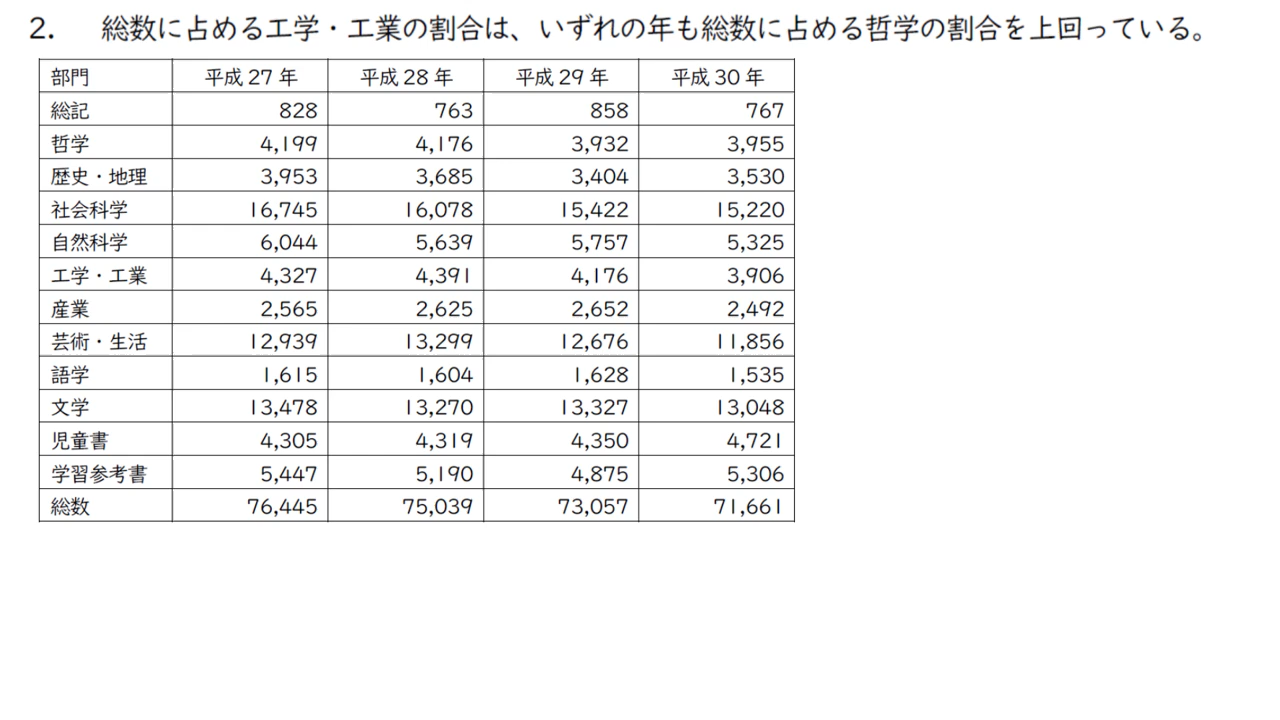 2. 総数に占める工学・工業の割合は、いずれの年も総数に占める哲学の割合を上回っている。
部門 平成27年 平成28年 平成29年 平成30年
総記 828 763 858 767
哲学 4,199 4,176 3,932 3,955
歴史・地理 3,953 3,685 3,404 3,530
社会科学 16,745 16,078 15,422 15,220
自然科学 6,044 5,639 5,757 5,325
工学・工業 4,327 4,391 4,176 3,906
産業 2,565 2,625 2,652 2,492
芸術・生活 12,939 13,299 12,676 11,856
語学 1,615 1,604 1,628 1,535
文学 13,478 13,270 13,327 13,048
児童書 4,305 4,319 4,350 4,721
学習参考書 5,447 5,190 4,875 5,306
総数 76,445 75,039 73,057 71,661